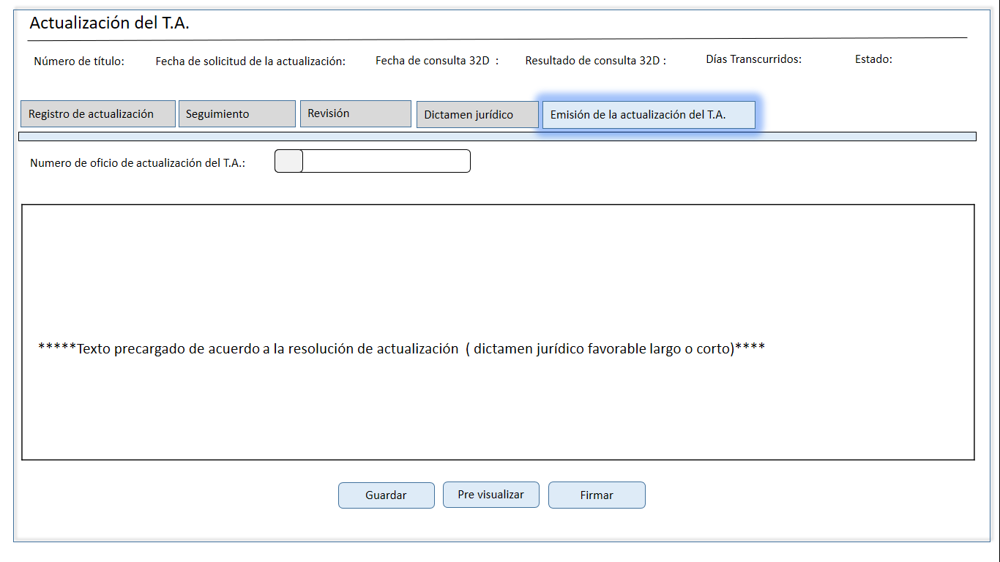 Actualización del T.A.
Número de título: Fecha de solicitud de la actualización: Fecha de consulta 32D : Resultado de consulta 32D : Días Transcurridos: Estado:
Registro de actualización Seguimiento Revisión Dictamen jurídico Emisión de la actualización del T.A.
Numero de oficio de actualización del T.A.:
*****Texto precargado de acuerdo a la resolución de actualización ( dictamen jurídico favorable largo o corto)****
Guardar Pre visualizar Firmar